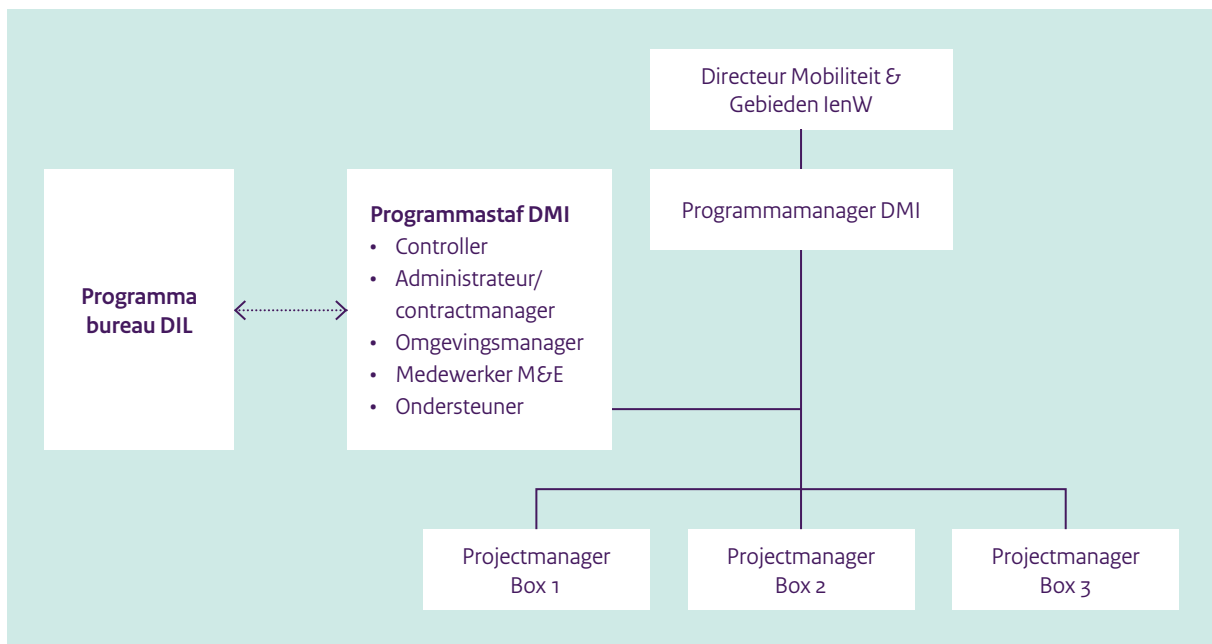 Directeur Mobiliteit &
Gebieden IenW
Programmamanager DMI
Programma
bureau DIL
Programmastaf DMI
• Controller
• Administrateur/
contractmanager
• Omgevingsmanager
• Medewerker M&E
• Ondersteuner
Projectmanager
Box 1
Projectmanager
Box 2
Projectmanager
Box 3